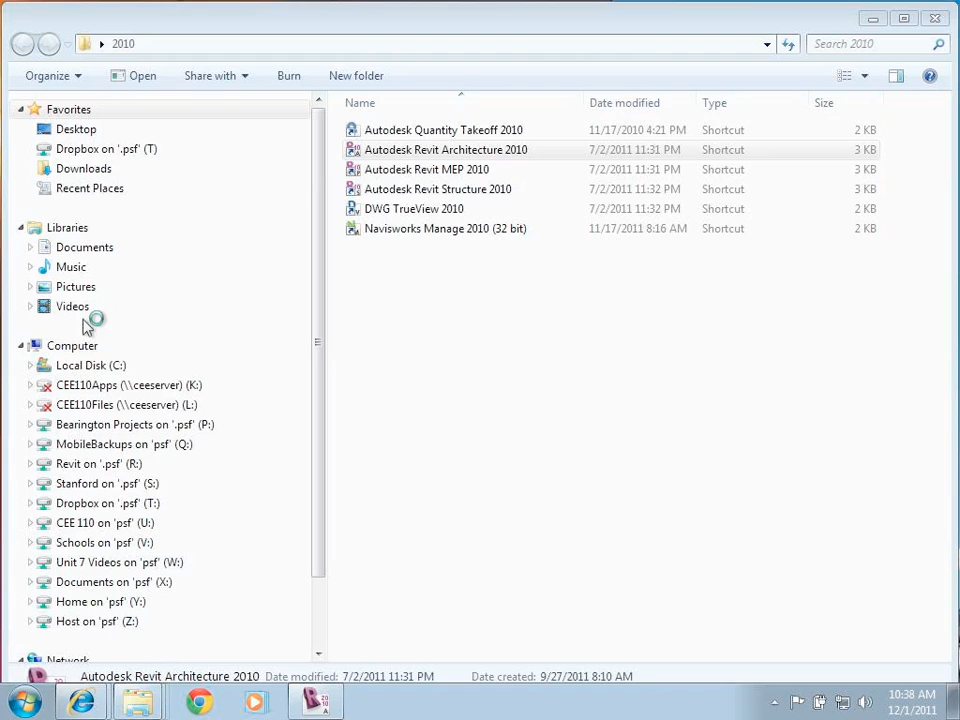 2010
Search 2010
Organize Open Share with Burn New folder
Name Date modified Type Size
Favorites
Desktop
Dropbox on '.psf' (T)
Downloads
Recent Places
Libraries
Documents
Music
Pictures
Videos
Computer
Local Disk (C:)
CEE110Apps (\\ceeserver) (K:)
CEE110Files (\\ceeserver) (L:)
Bearington Projects on '.psf' (P:)
MobileBackups on 'psf' (Q:)
Revit on '.psf' (R:)
Stanford on '.psf' (S:)
Dropbox on '.psf' (T:)
CEE 110 on 'psf' (U:)
Schools on 'psf' (V:)
Unit 7 Videos on 'psf' (W:)
Documents on 'psf' (X:)
Home on 'psf' (Y:)
Host on 'psf' (Z:)
Network
Autodesk Quantity Takeoff 2010 11/17/2010 4:21 PM Shortcut 2 KB
Autodesk Revit Architecture 2010 7/2/2011 11:31 PM Shortcut 3 KB
Autodesk Revit MEP 2010 7/2/2011 11:31 PM Shortcut 3 KB
Autodesk Revit Structure 2010 7/2/2011 11:32 PM Shortcut 3 KB
DWG TrueView 2010 7/2/2011 11:32 PM Shortcut 2 KB
Navisworks Manage 2010 (32 bit) 11/17/2011 8:16 AM Shortcut 2 KB
Autodesk Revit Architecture 2010 Date modified: 7/2/2011 11:31 PM Date created: 9/27/2011 8:10 AM
10:38 AM
12/1/2011